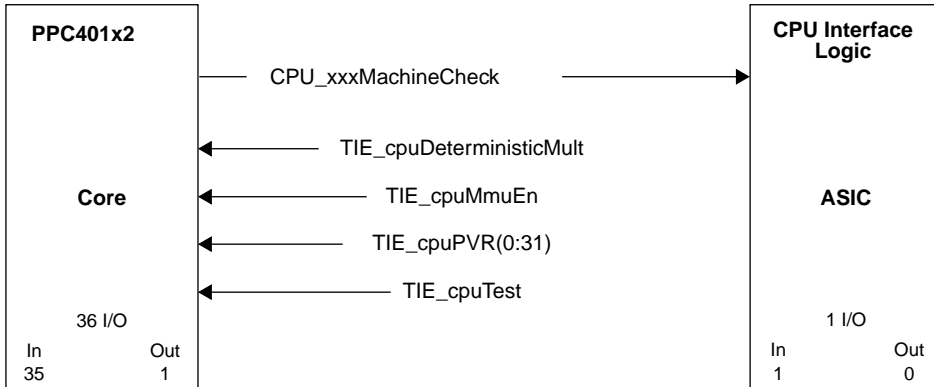 PPC401x2
CPU Interface
Logic
CPU_xxxMachineCheck
TIE_cpuDeterministicMult
TIE_cpuMmuEn
Core
ASIC
TIE_cpuPVR(0:31)
TIE_cpuTest
36 I/O
1 I/O
In Out
35 1
In Out
1 0